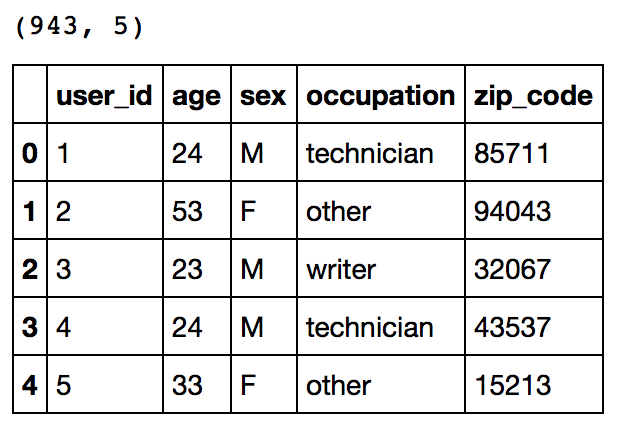 (943, 5)
user_id age sex occupation zip_code
0 1 24 M technician 85711
1 2 53 F other 94043
2 3 23 M writer 32067
3 4 24 M technician 43537
4 5 33 F other 15213